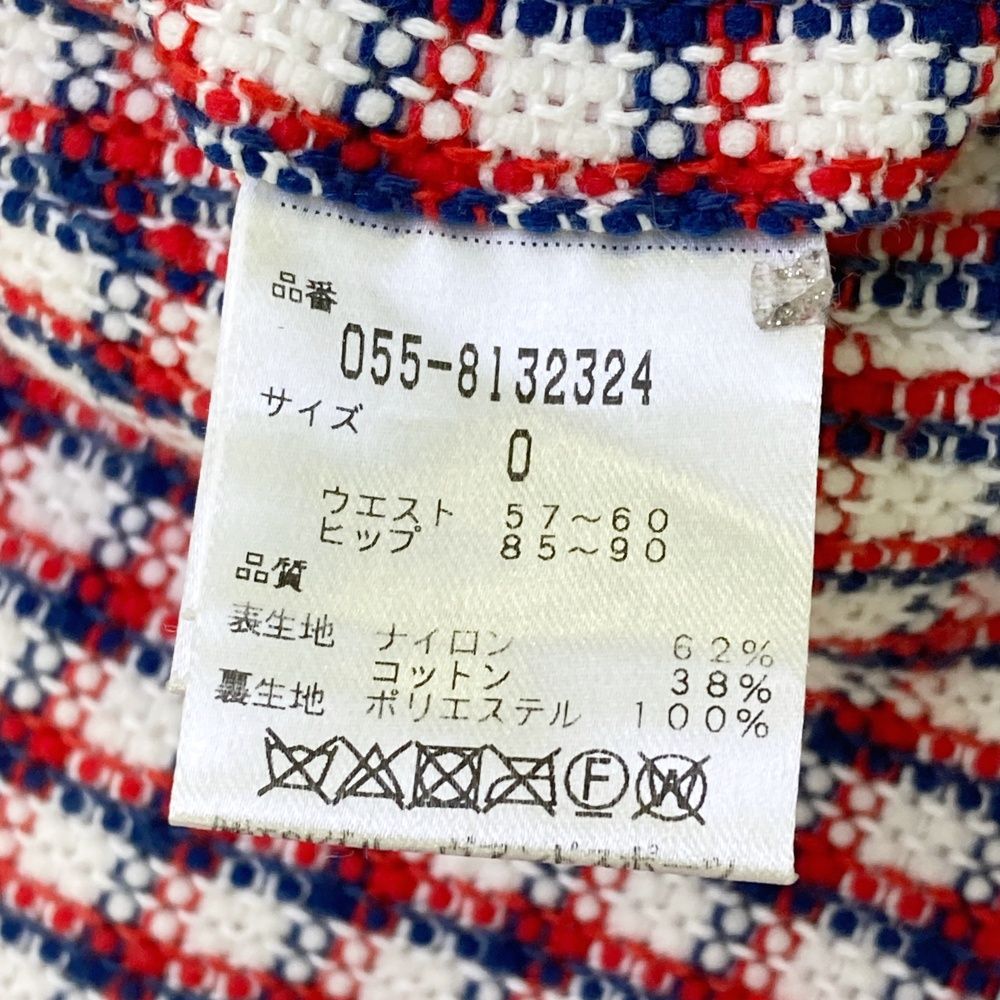 品番
055-8132324
サイズ
0
ウエスト 57～60
ヒップ 85～90
品質
表生地 ナイロン 62%
コットン 38%
裏生地 ポリエステル 100%
F W